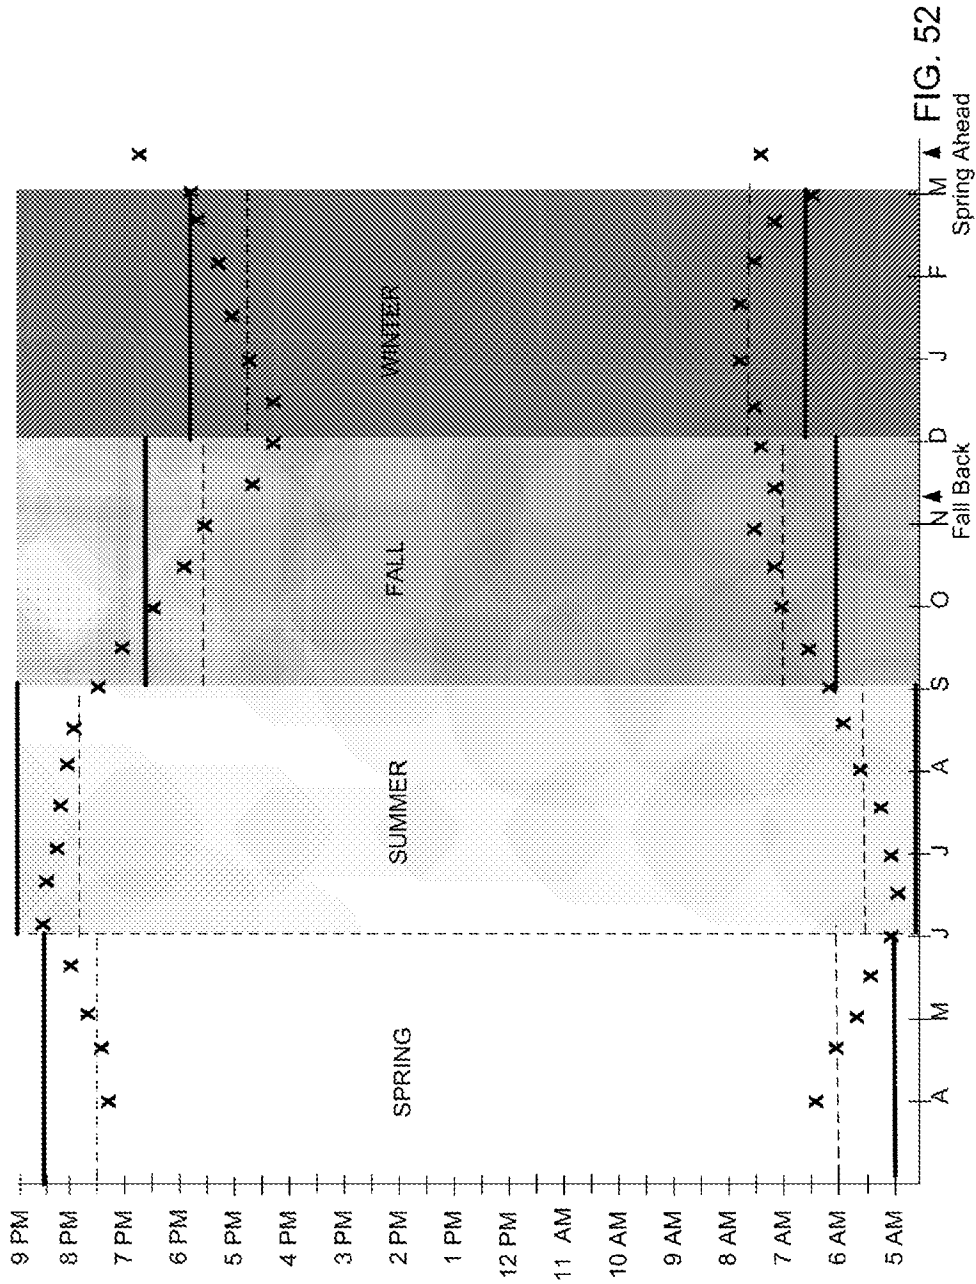 9 PM
8 PM
7 PM
6 PM
5 PM
4 PM
3 PM
2 PM
1 PM
12 PM
11 AM
10 AM
9 AM
8 AM
7 AM
6 AM
5 AM
SPRING
SUMMER
FALL
WINTER
A
M
J
J
A
S
O
N
D
J
F
M
Fall Back
Spring Ahead
FIG. 52